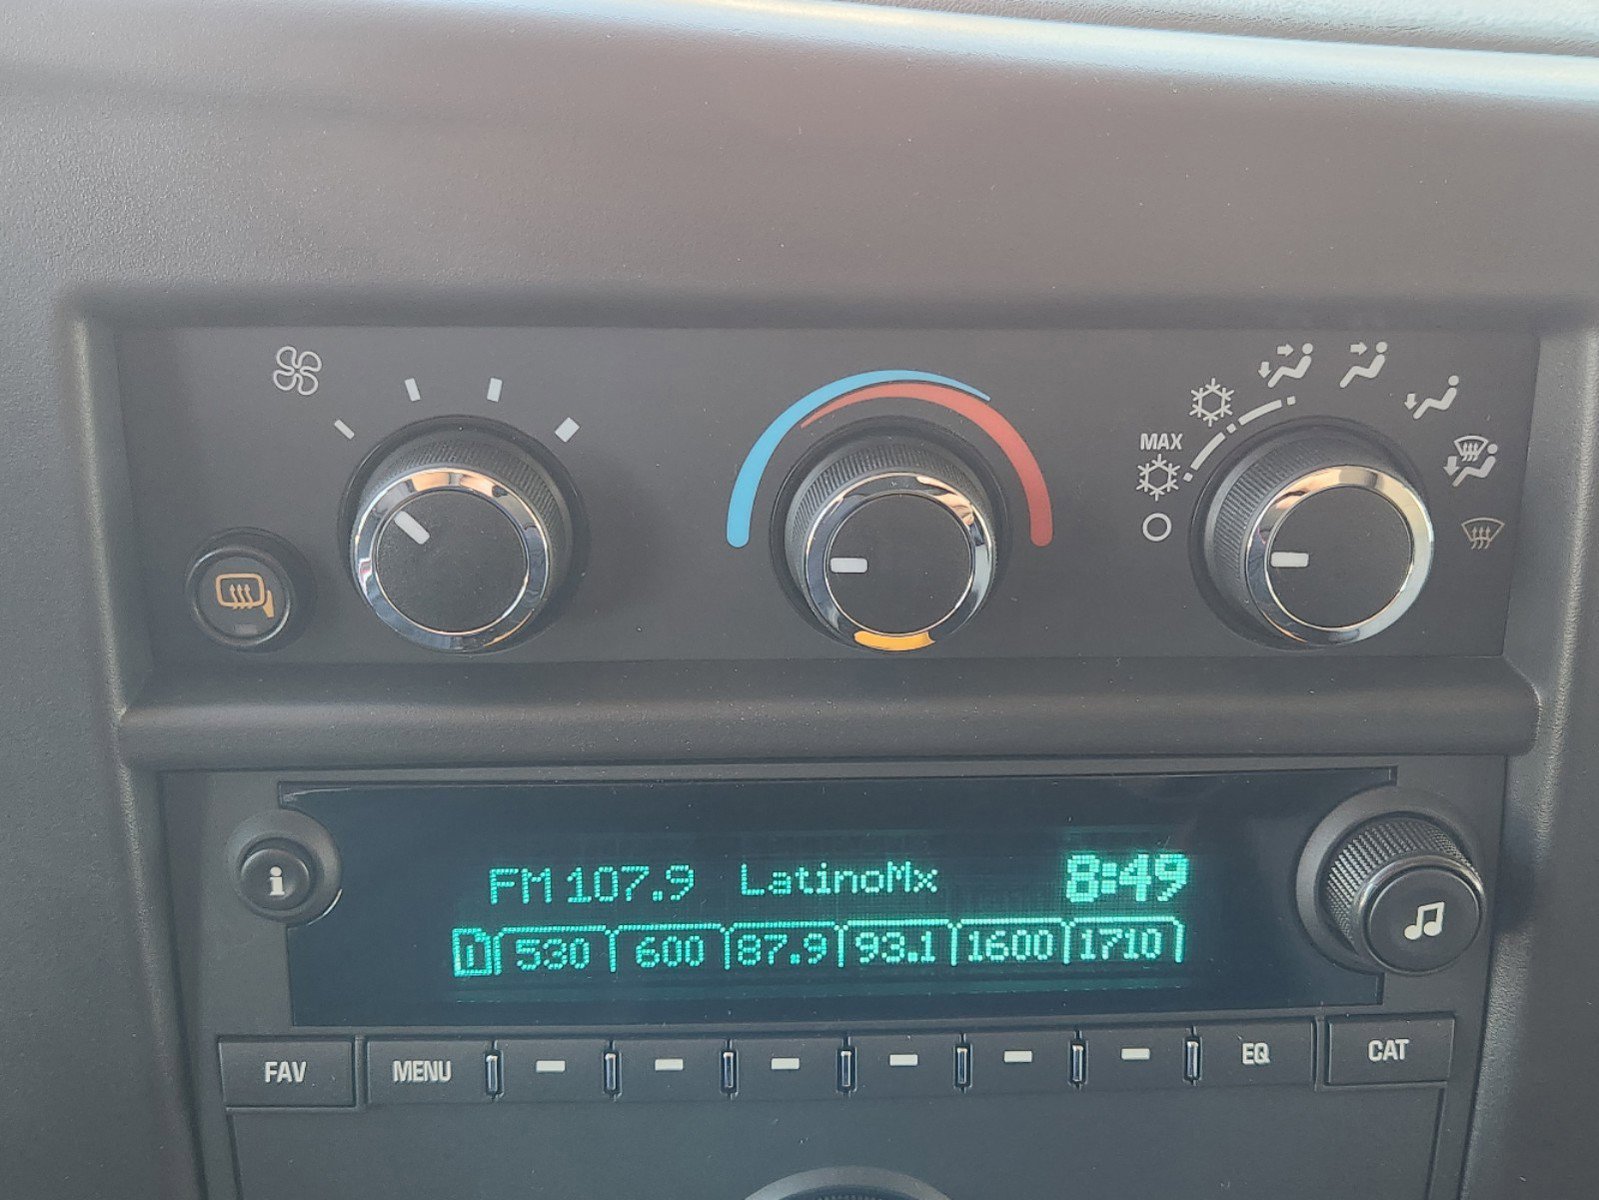 MAX
FM 107.9 LatinoMx 8:49
530 600 87.9 93.1 1600 1710
i
FAV MENU EQ CAT